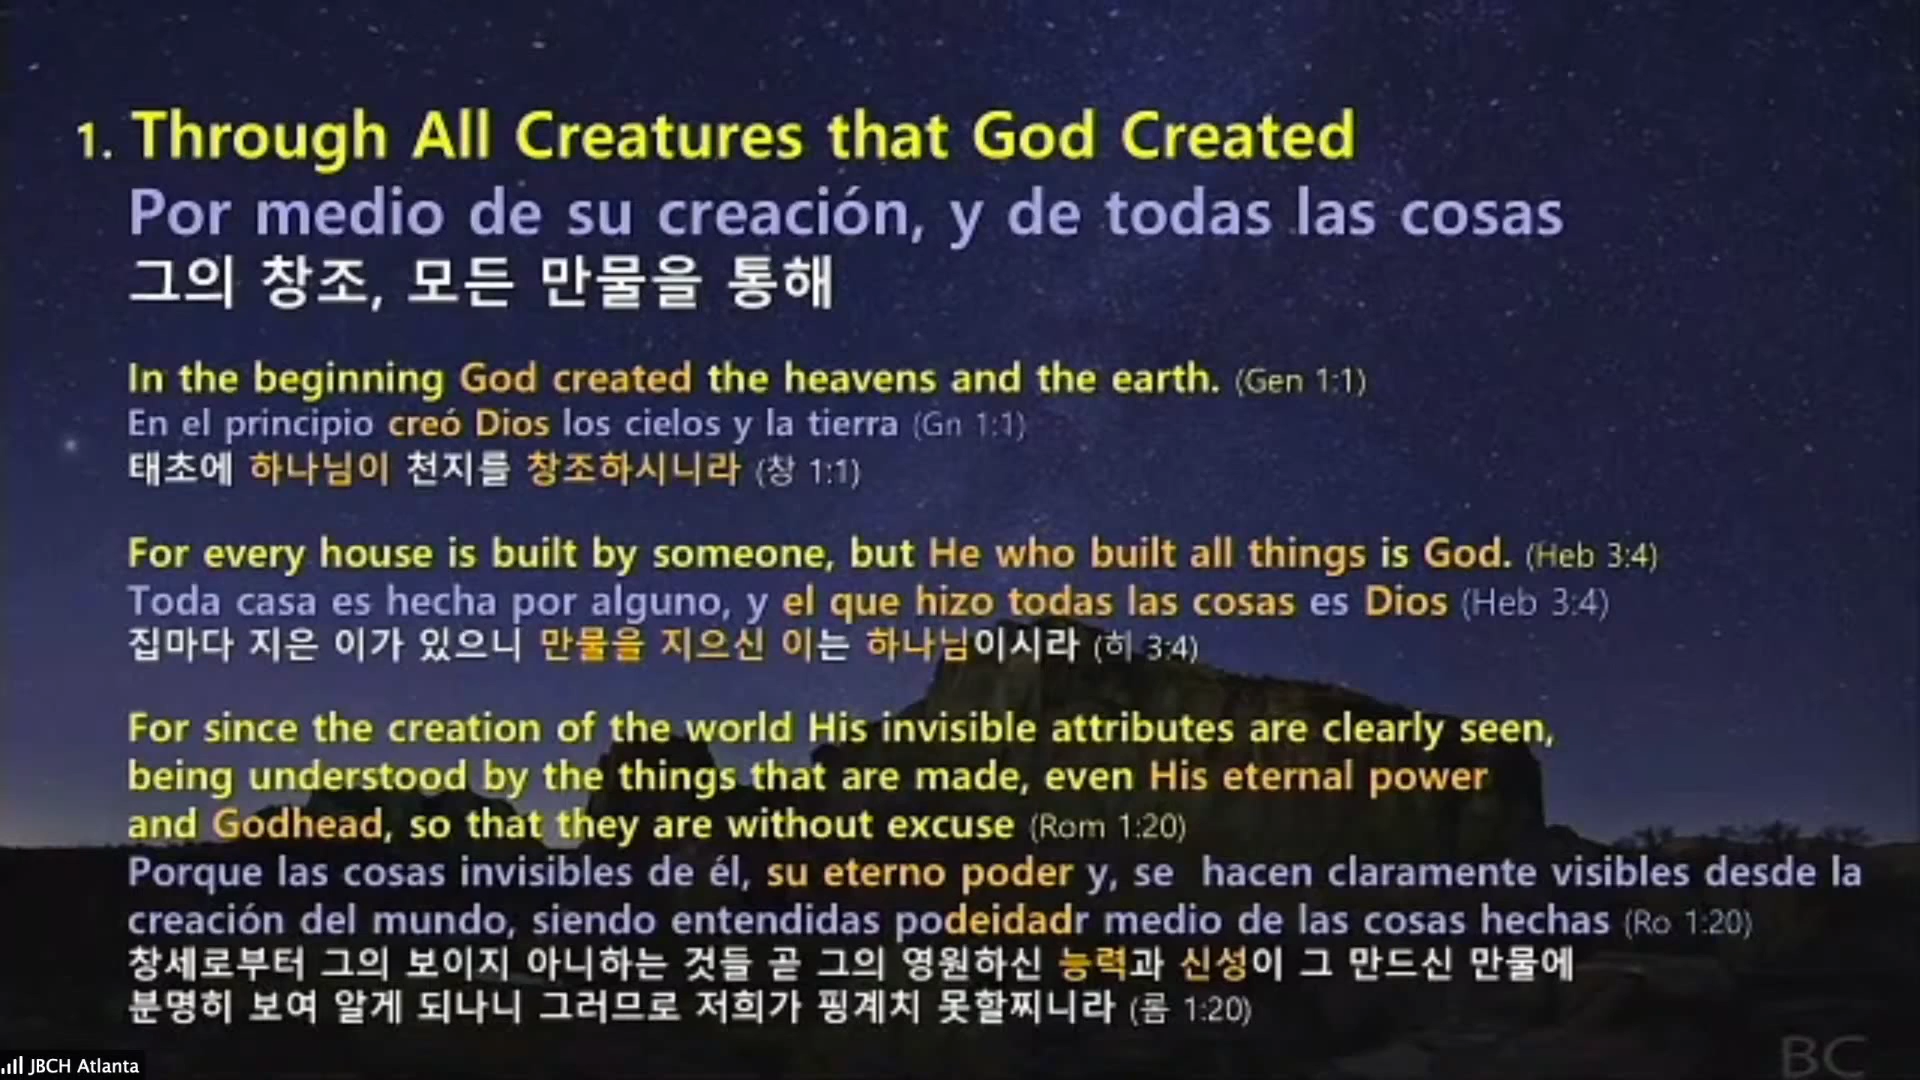 1. Through All Creatures that God Created
Por medio de su creación, y de todas las cosas
그의 창조, 모든 만물을 통해
In the beginning God created the heavens and the earth. (Gen 1:1)
En el principio creó Dios los cielos y la tierra (Gn 1:1)
태초에 하나님이 천지를 창조하시니라 (창 1:1)
For every house is built by someone, but He who built all things is God. (Heb 3:4)
Toda casa es hecha por alguno, y el que hizo todas las cosas es Dios (Heb 3:4)
집마다 지은 이가 있으니 만물을 지으신 이는 하나님이시라 (히 3:4)
For since the creation of the world His invisible attributes are clearly seen,
being understood by the things that are made, even His eternal power
and Godhead, so that they are without excuse (Rom 1:20)
Porque las cosas invisibles de él, su eterno poder y, se hacen claramente visibles desde la
creación del mundo, siendo entendidas podeidadr medio de las cosas hechas (Ro 1:20)
창세로부터 그의 보이지 아니하는 것들 곧 그의 영원하신 능력과 신성이 그 만드신 만물에
분명히 보여 알게 되나니 그러므로 저희가 핑계치 못할찌니라 (롬 1:20)
BC
JBCH Atlanta